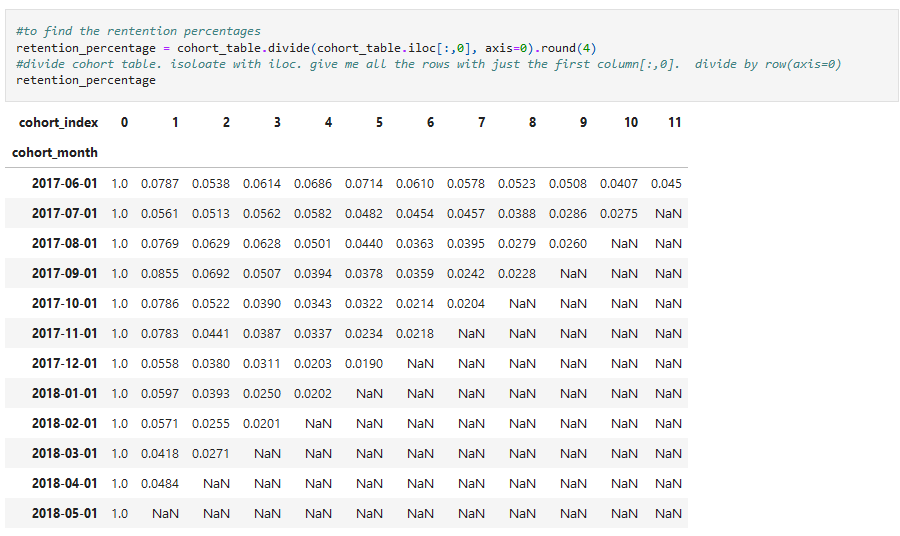 #to find the rentention percentages
retention_percentage = cohort_table.divide(cohort_table.iloc[:,0], axis=0).round(4)
#divide cohort table. isoloate with iloc. give me all the rows with just the first column[:,0].  divide by row(axis=0)
retention_percentage
cohort_index 0 1 2 3 4 5 6 7 8 9 10 11
cohort_month
2017-06-01 1.0 0.0787 0.0538 0.0614 0.0686 0.0714 0.0610 0.0578 0.0523 0.0508 0.0407 0.045
2017-07-01 1.0 0.0561 0.0513 0.0562 0.0582 0.0482 0.0454 0.0457 0.0388 0.0286 0.0275 NaN
2017-08-01 1.0 0.0769 0.0629 0.0628 0.0501 0.0440 0.0363 0.0395 0.0279 0.0260 NaN NaN
2017-09-01 1.0 0.0855 0.0692 0.0507 0.0394 0.0378 0.0359 0.0242 0.0228 NaN NaN NaN
2017-10-01 1.0 0.0786 0.0522 0.0390 0.0343 0.0322 0.0214 0.0204 NaN NaN NaN NaN
2017-11-01 1.0 0.0783 0.0441 0.0387 0.0337 0.0234 0.0218 NaN NaN NaN NaN NaN
2017-12-01 1.0 0.0558 0.0380 0.0311 0.0203 0.0190 NaN NaN NaN NaN NaN NaN
2018-01-01 1.0 0.0597 0.0393 0.0250 0.0202 NaN NaN NaN NaN NaN NaN NaN
2018-02-01 1.0 0.0571 0.0255 0.0201 NaN NaN NaN NaN NaN NaN NaN NaN
2018-03-01 1.0 0.0418 0.0271 NaN NaN NaN NaN NaN NaN NaN NaN NaN
2018-04-01 1.0 0.0484 NaN NaN NaN NaN NaN NaN NaN NaN NaN NaN
2018-05-01 1.0 NaN NaN NaN NaN NaN NaN NaN NaN NaN NaN NaN